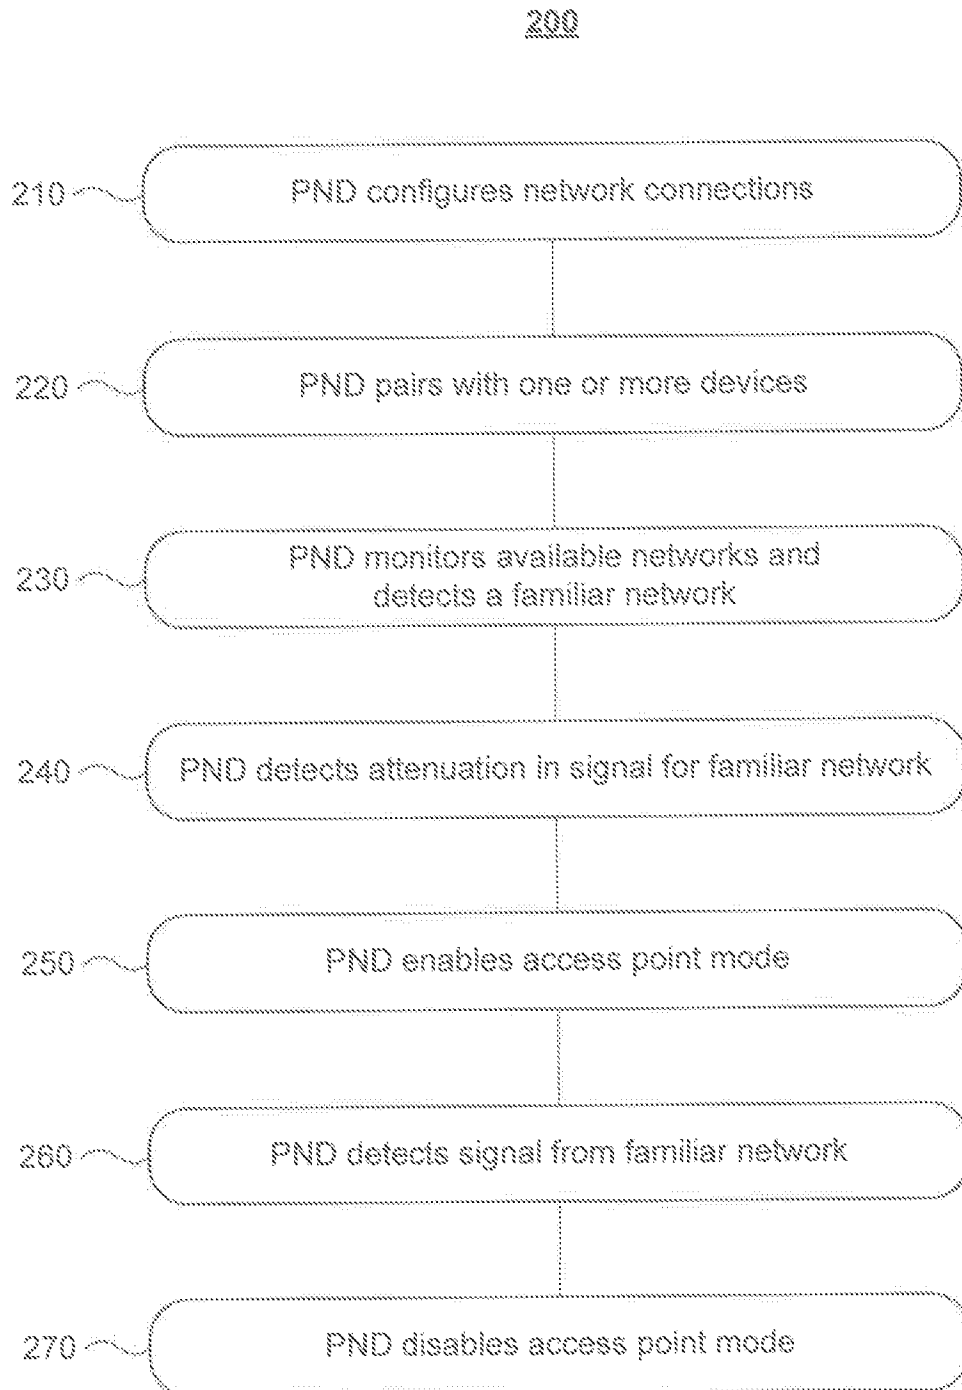 200
210 PND configures network connections
220 PND pairs with one or more devices
230 PND monitors available networks and
detects a familiar network
240 PND detects attenuation in signal for familiar network
250 PND enables access point mode
260 PND detects signal from familiar network
270 PND disables access point mode